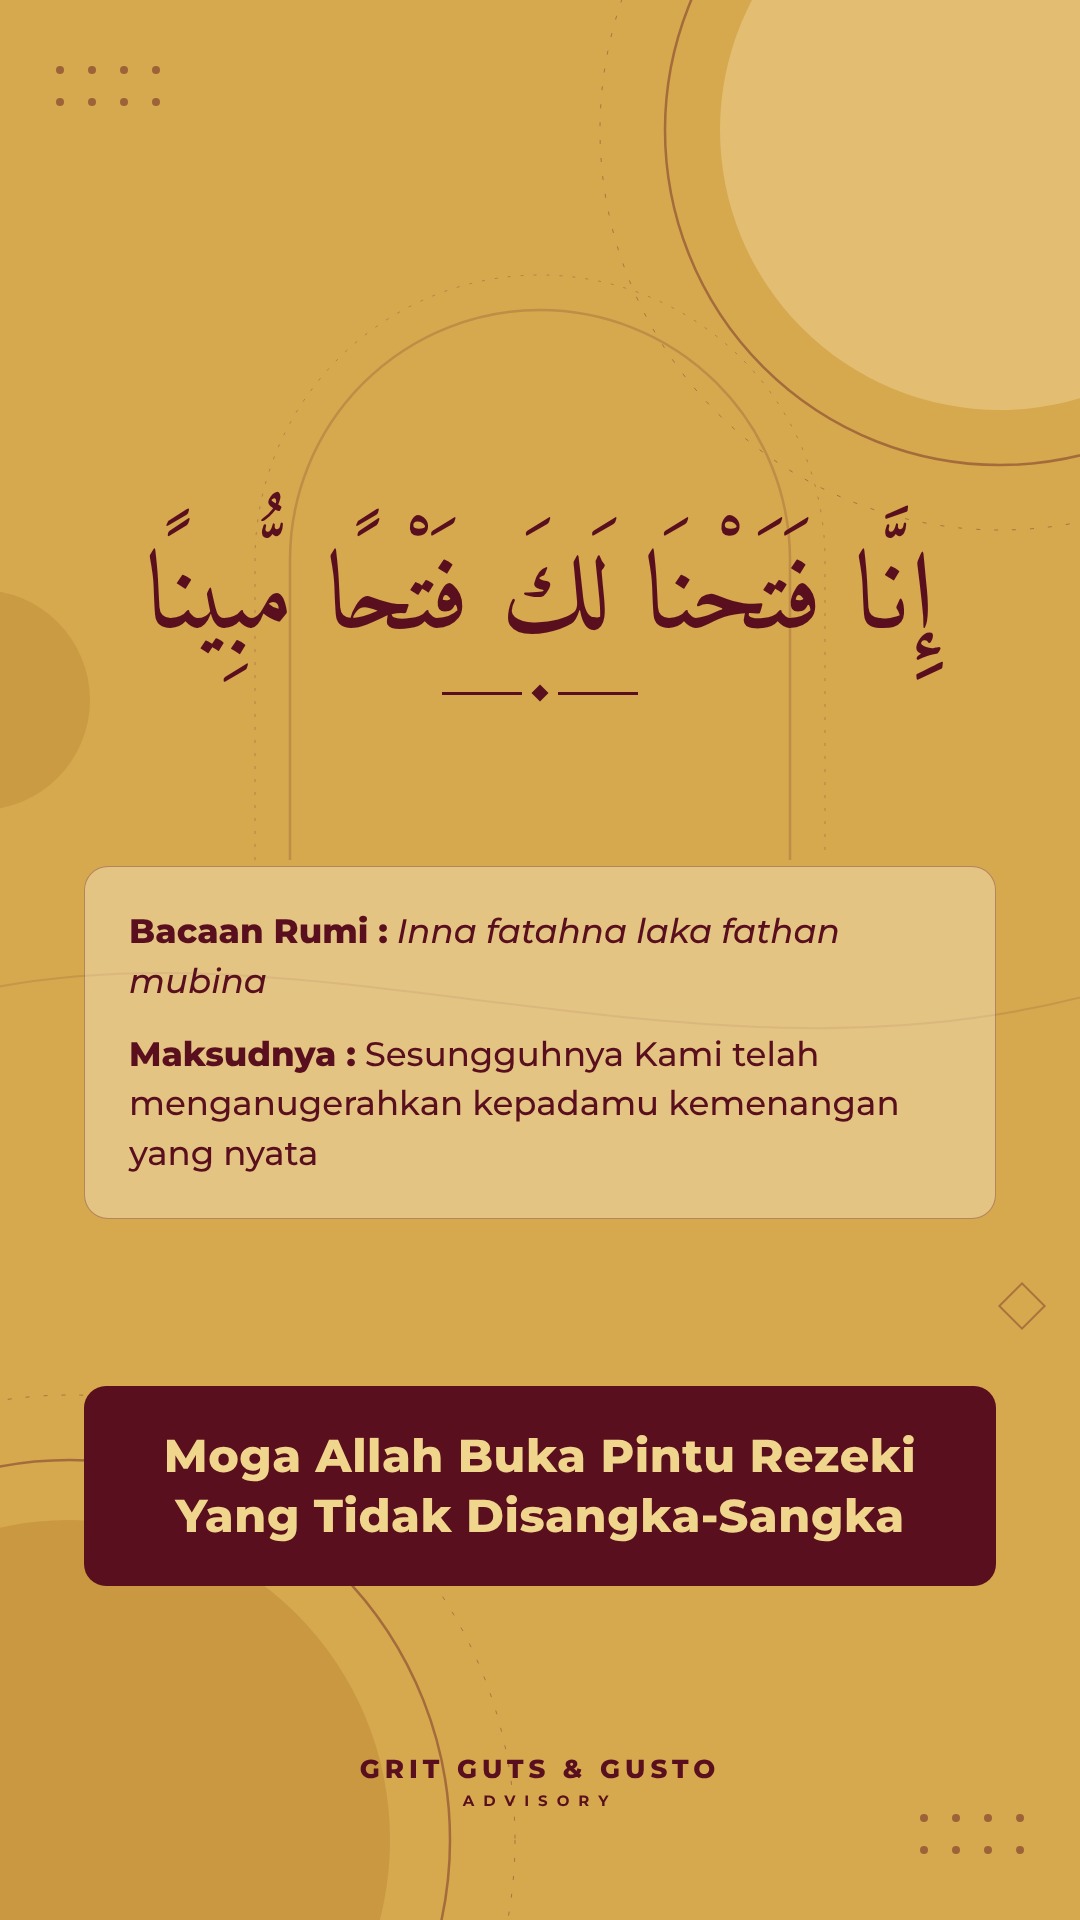 إِنَّا فَتَحْنَا لَكَ فَتْحًا مُّبِينًا
Bacaan Rumi : Inna fatahna laka fathan
mubina
Maksudnya : Sesungguhnya Kami telah
menganugerahkan kepadamu kemenangan
yang nyata
Moga Allah Buka Pintu Rezeki
Yang Tidak Disangka-Sangka
GRIT GUTS & GUSTO
ADVISORY